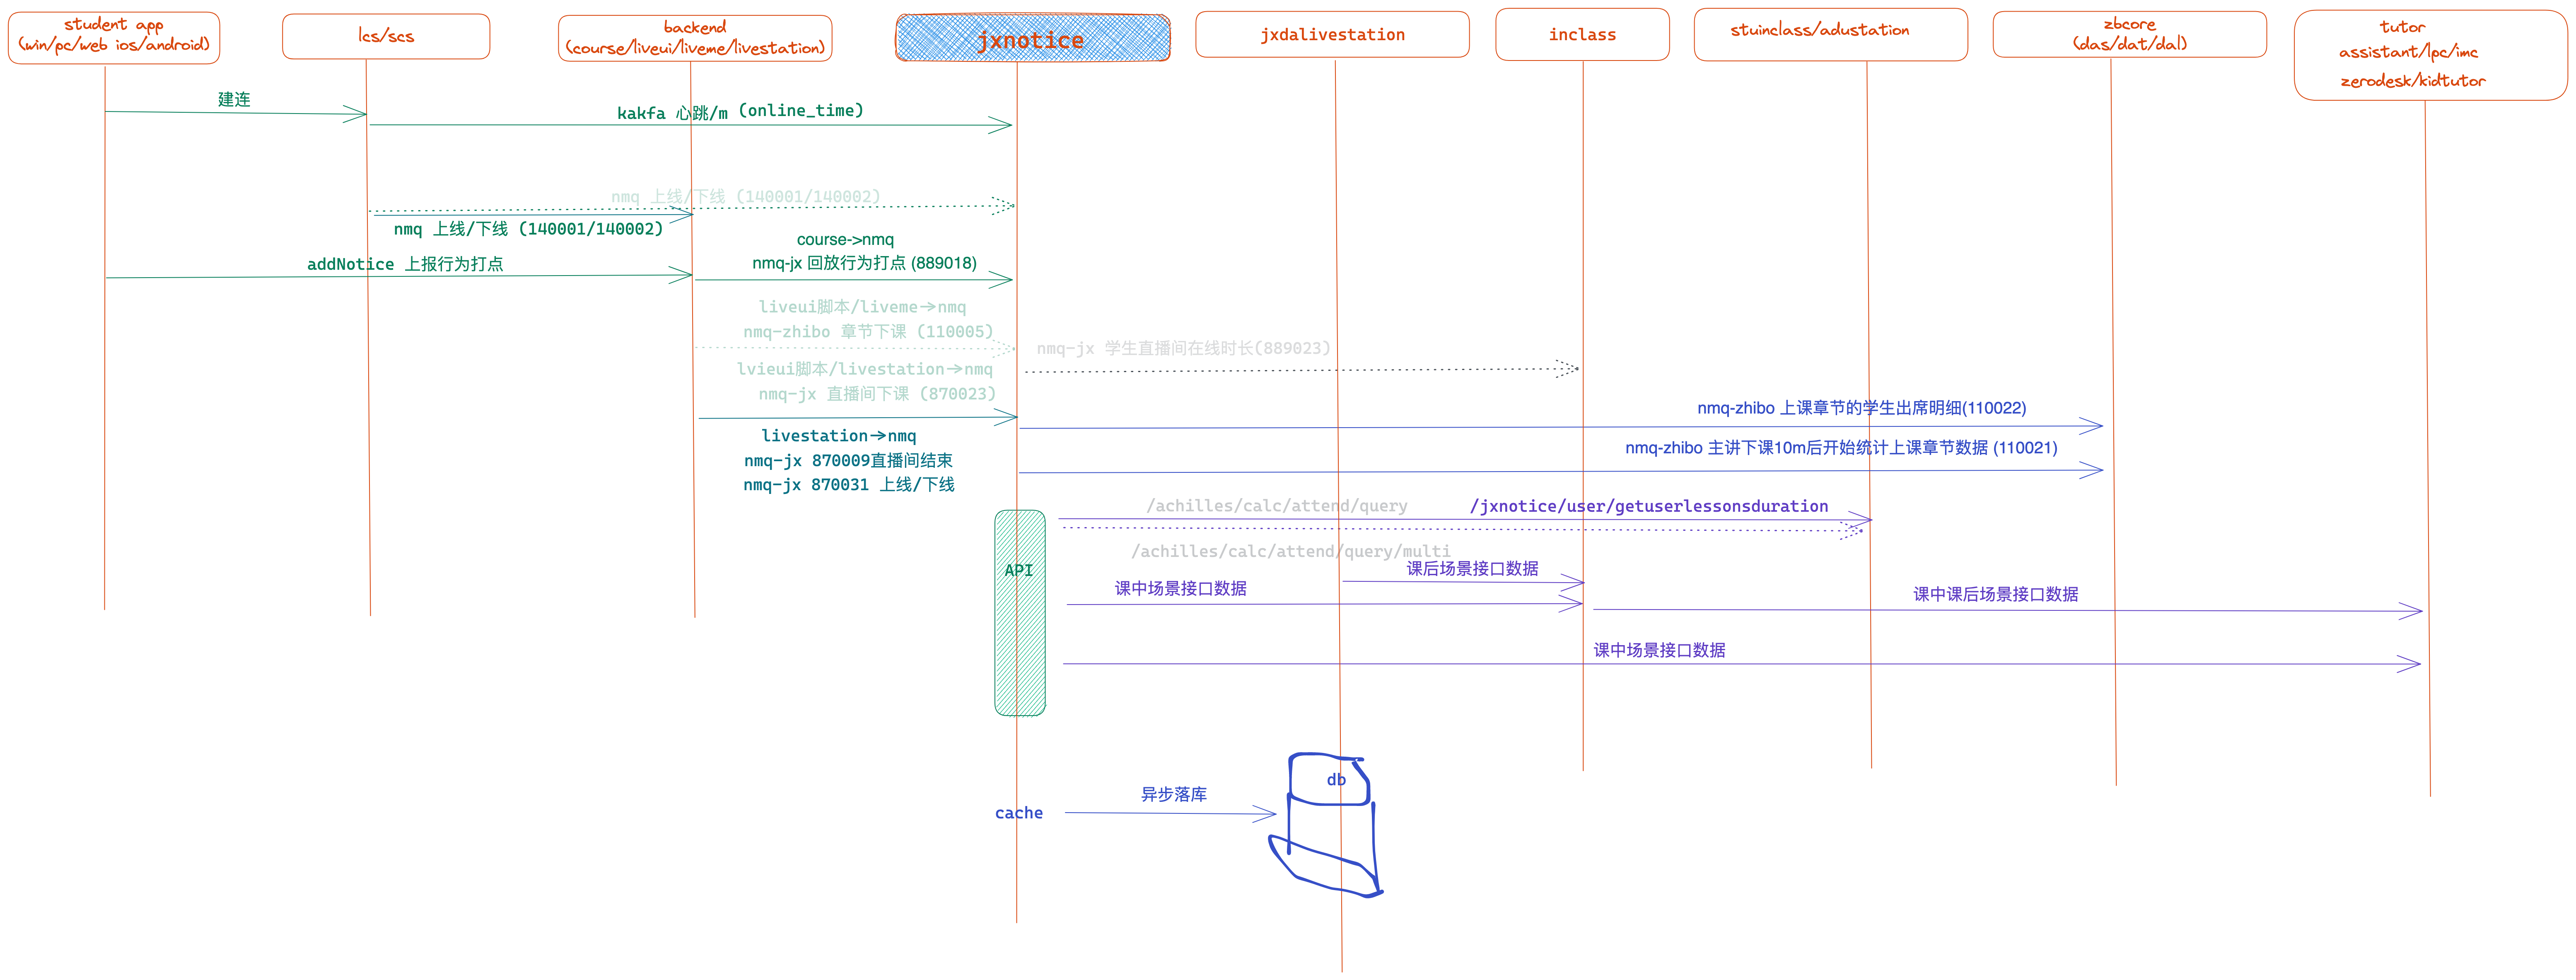 student app
(win/pc/web ios/android)
lcs/scs
backend
(course/liveui/liveme/livestation)
jxnotice
jxdalivestation
inclass
stuinclass/adustation
zbcore
(das/dat/dal)
tutor
assistant/lpc/imc
zerodesk/kidtutor
建连
kakfa 心跳/m (online_time)
nmq 上线/下线 (140001/140002)
nmq 上线/下线 (140001/140002)
course->nmq
addNotice 上报行为打点
nmq-jx 回放行为打点 (889018)
liveui脚本/liveme->nmq
nmq-zhibo 章节下课 (110005)
nmq-jx 学生直播间在线时长(889023)
lvieui脚本/livestation->nmq
nmq-jx 直播间下课 (870023)
nmq-zhibo 上课章节的学生出席明细(110022)
livestation->nmq
nmq-jx 870009直播间结束
nmq-jx 870031 上线/下线
nmq-zhibo 主讲下课10m后开始统计上课章节数据 (110021)
/achilles/calc/attend/query
/jxnotice/user/getuserlessonsduration
/achilles/calc/attend/query/multi
API
课后场景接口数据
课中场景接口数据
课中课后场景接口数据
课中场景接口数据
db
异步落库
cache